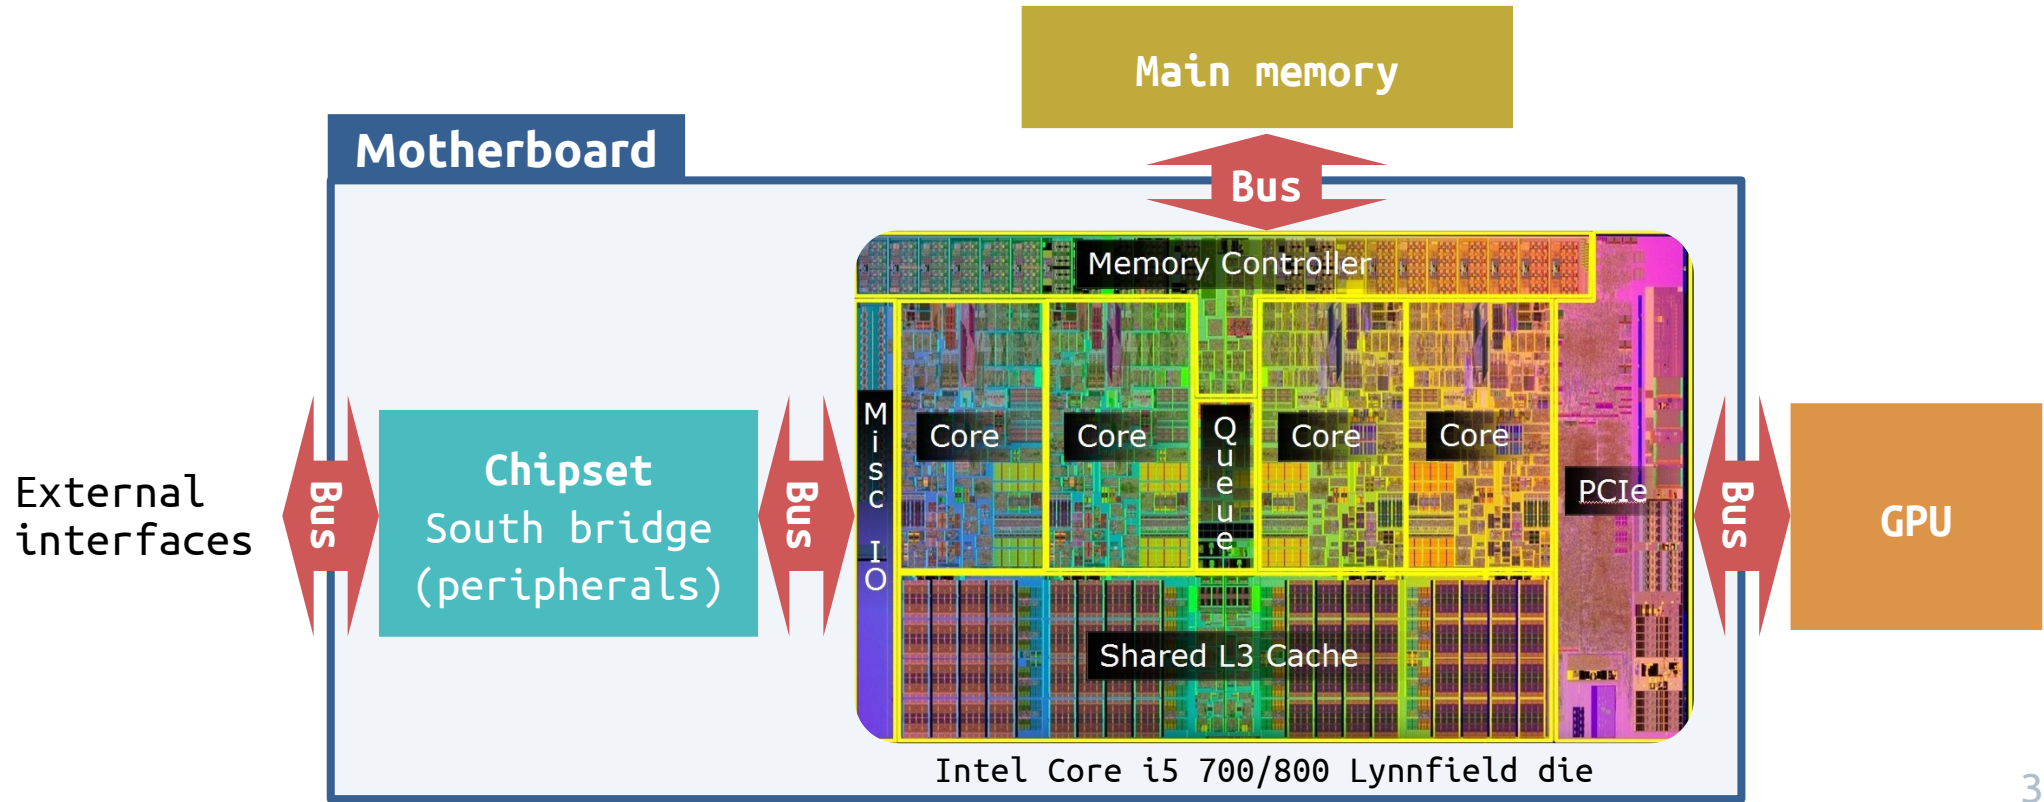 Main memory
Motherboard
Bus
Memory Controller
Misc IO
Core
Core
Queue
Core
Core
PCIe
External
interfaces
Bus
Chipset
South bridge
(peripherals)
Bus
Bus
GPU
Shared L3 Cache
Intel Core i5 700/800 Lynnfield die
3